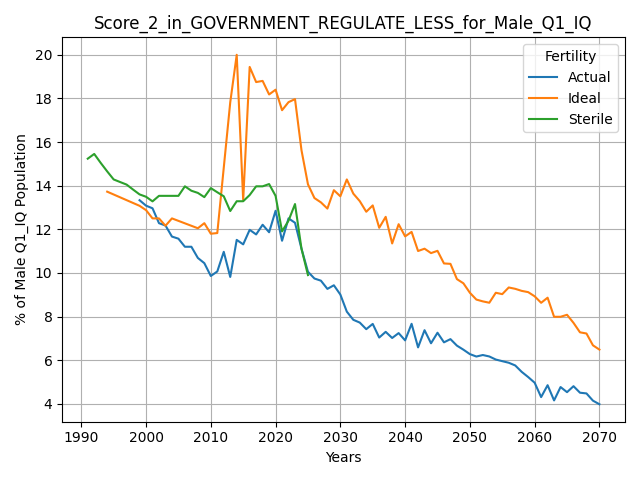 Score_2_in_GOVERNMENT_REGULATE_LESS_for_Male_Q1_IQ
% of Male Q1_IQ Population
20
18
16
14
12
10
8
6
4
Fertility
Actual
Ideal
Sterile
1990 2000 2010 2020 2030 2040 2050 2060 2070
Years